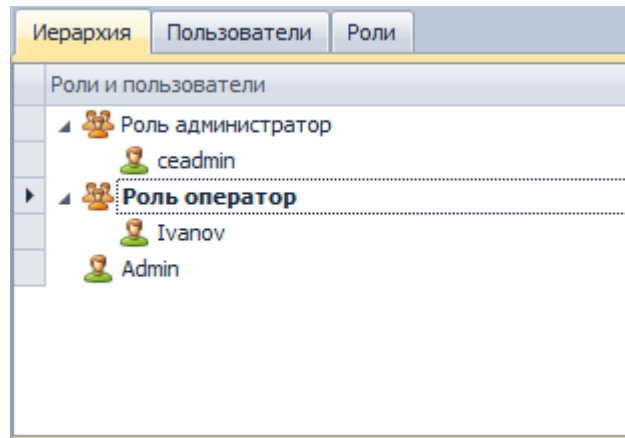 Иерархия Пользователи Роли
Роли и пользователи
Роль администратор
ceadmin
Роль оператор
Ivanov
Admin